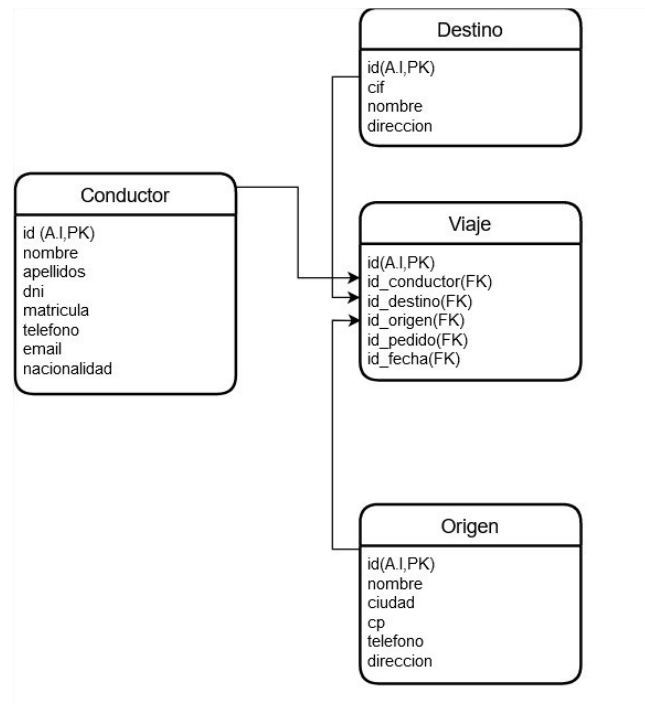 Destino
id(A.I,PK)
cif
nombre
direccion
Conductor
id (A.I,PK)
nombre
apellidos
dni
matricula
telefono
email
nacionalidad
Viaje
id(A.I,PK)
id_conductor(FK)
id_destino(FK)
id_origen(FK)
id_pedido(FK)
id_fecha(FK)
Origen
id(A.I,PK)
nombre
ciudad
cp
telefono
direccion